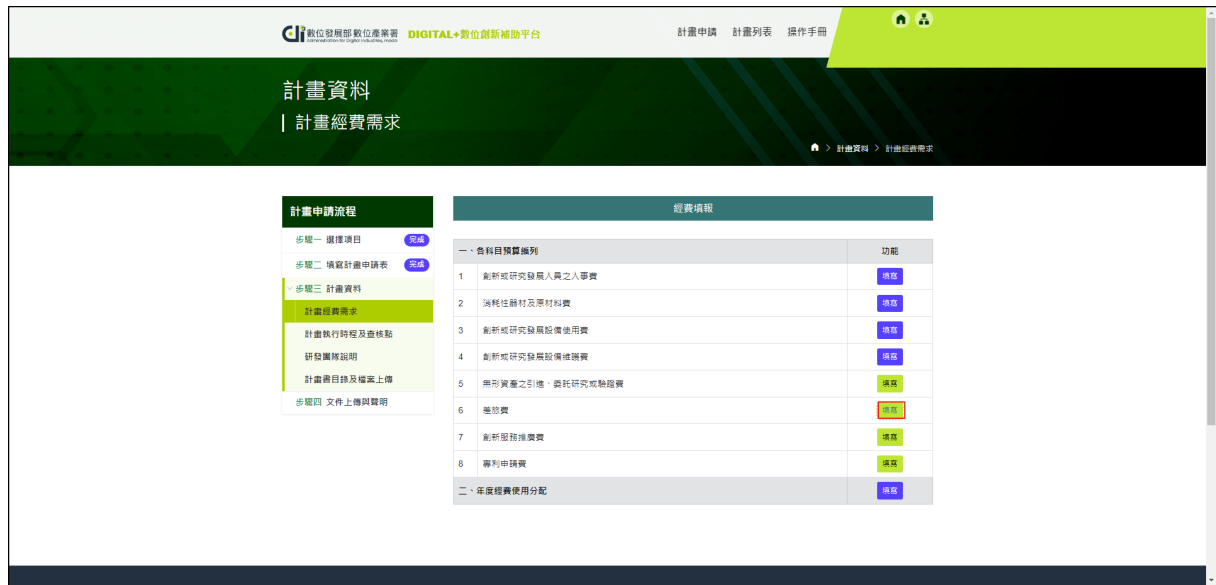 数位發展部數位產業署 DIGITAL+數位創新補助平台 計畫申請 計畫列表 操作手冊
Administration for Digital Industries, moda
計畫資料
計畫經費需求
> 計畫資料 > 計畫經費需求
計畫申請流程
經費填報
步驟一 選擇項目 完成
步驟二 填寫計畫申請表 完成
步驟三 計畫資料
計畫經費需求
計畫執行時程及查核點
研發團隊說明
計畫書目錄及檔案上傳
步驟四 文件上傳與聲明
一、各科目預算編列 功能
1 創新或研究發展人員之人事費 填寫
2 消耗性器材及原材料費 填寫
3 創新或研究發展設備使用費 填寫
4 創新或研究發展設備維護費 填寫
5 無形資產之引進、委託研究或驗證費 填寫
6 差旅費 填寫
7 創新服務推廣費 填寫
8 專利申請費 填寫
二、年度經費使用分配 填寫